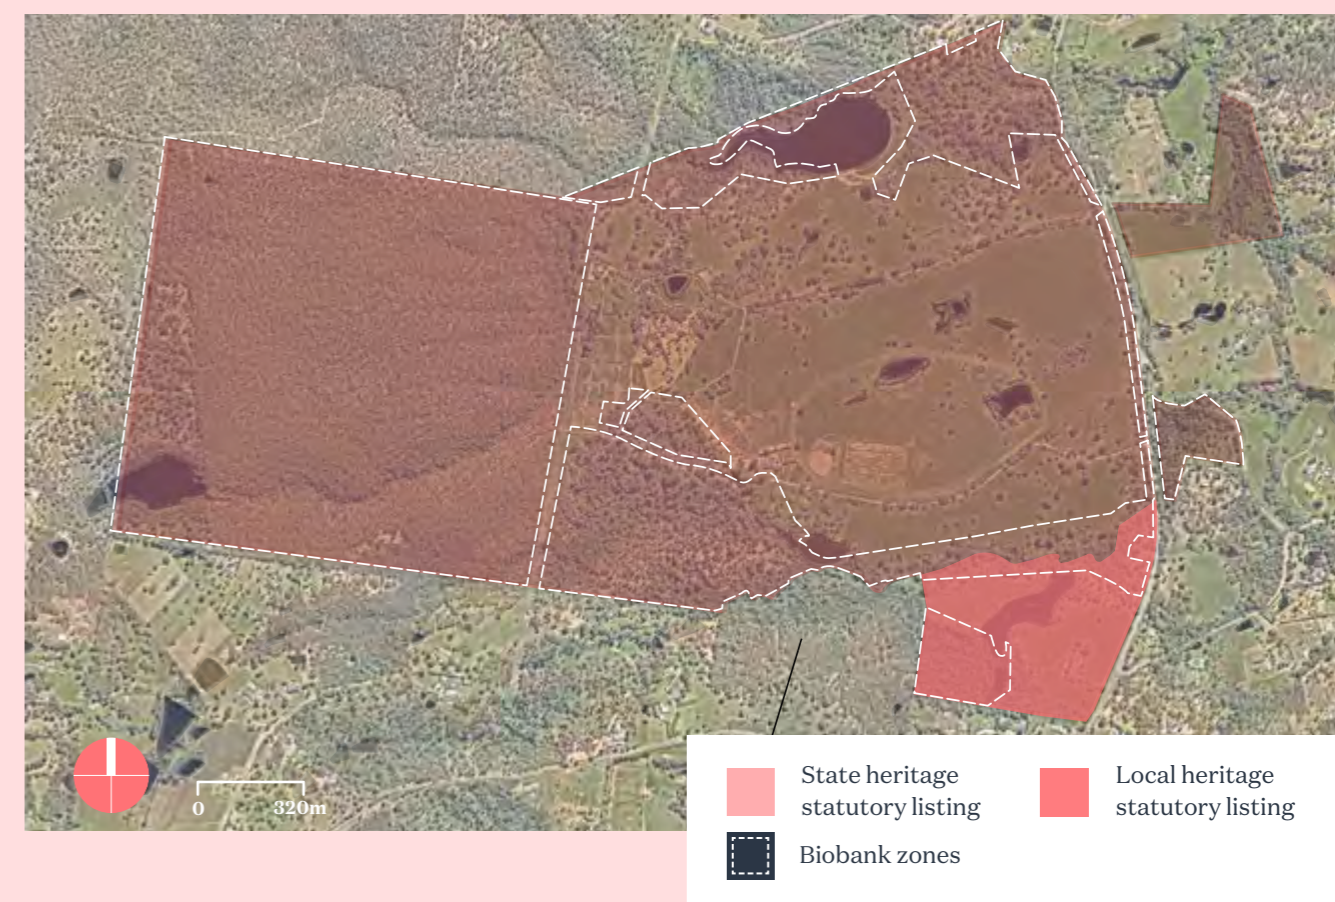 0
320m
State heritage
statutory listing
Local heritage
statutory listing
Biobank zones